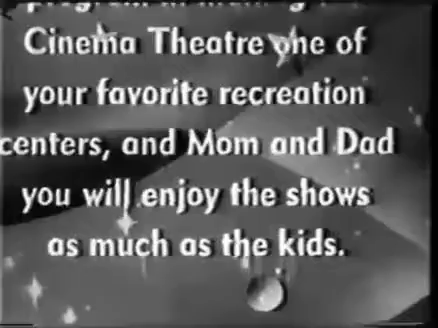 Cinema Theatre one of
your favorite recreation
centers, and Mom and Dad
you will enjoy the shows
as much as the kids.